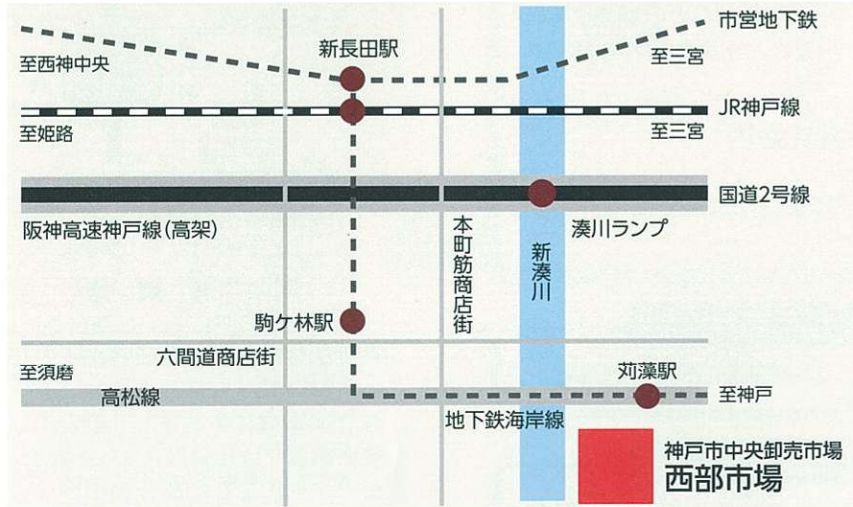 市営地下鉄
新長田駅
至西神中央
至三宮
JR神戸線
至姫路
至三宮
国道2号線
阪神高速神戸線(高架)
湊川ランプ
本町筋商店街
新湊川
駒ケ林駅
六間道商店街
至須磨
苅藻駅
高松線
至神戸
地下鉄海岸線
神戸市中央卸売市場
西部市場